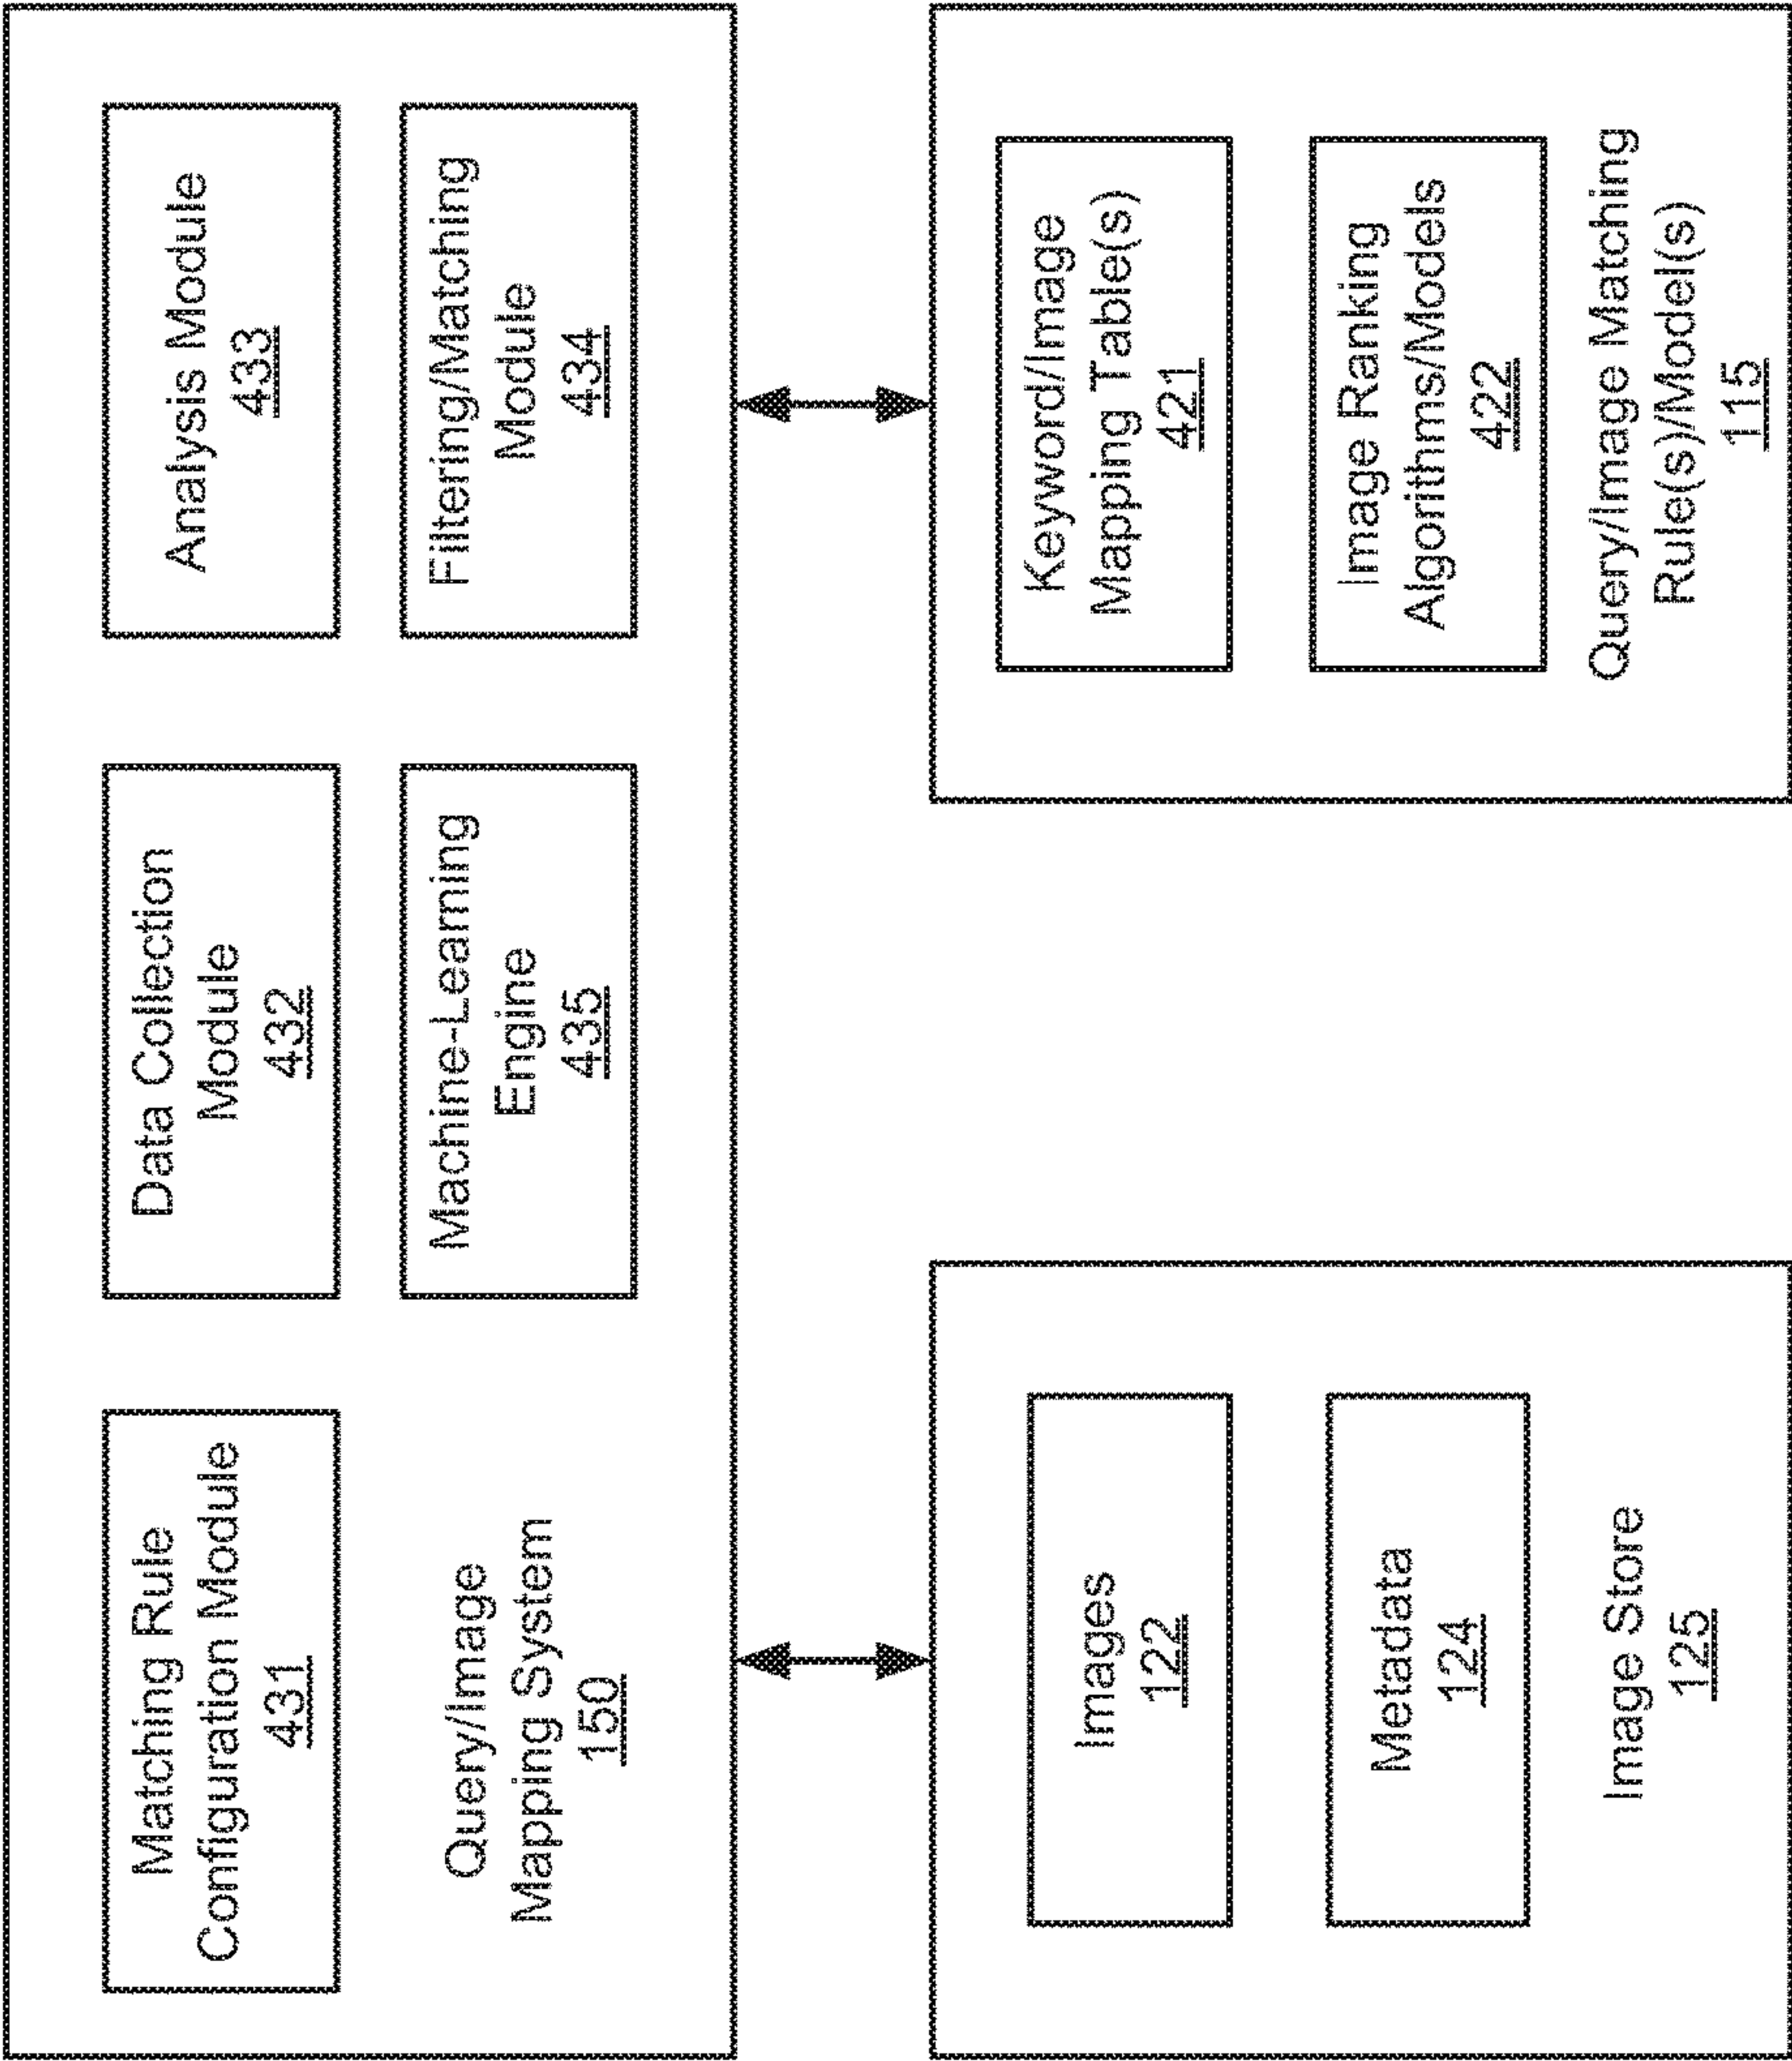 Matching Rule
Configuration Module
431
Data Collection
Module
432
Analysis Module
433
Query/Image
Mapping System
150
Machine-Learning
Engine
435
Filtering/Matching
Module
434
Images
122
Metadata
124
Image Store
125
Keyword/Image
Mapping Table(s)
421
Image Ranking
Algorithms/Models
422
Query/Image Matching
Rule(s)/Model(s)
115